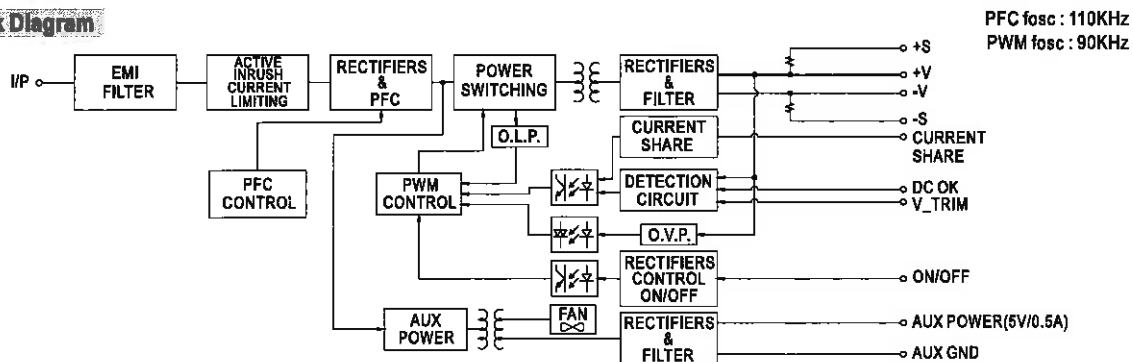 k Diagram
PFC fosc : 110KHz
PWM fosc : 90KHz
I/P
EMI
FILTER
ACTIVE
INRUSH
CURRENT
LIMITING
RECTIFIERS
&
PFC
POWER
SWITCHING
RECTIFIERS
&
FILTER
+S
+V
-V
-S
CURRENT
SHARE
CURRENT
SHARE
O.L.P.
PFC
CONTROL
PWM
CONTROL
DETECTION
CIRCUIT
DC OK
V_TRIM
O.V.P.
RECTIFIERS
CONTROL
ON/OFF
ON/OFF
AUX
POWER
FAN
RECTIFIERS
&
FILTER
AUX POWER(5V/0.5A)
AUX GND